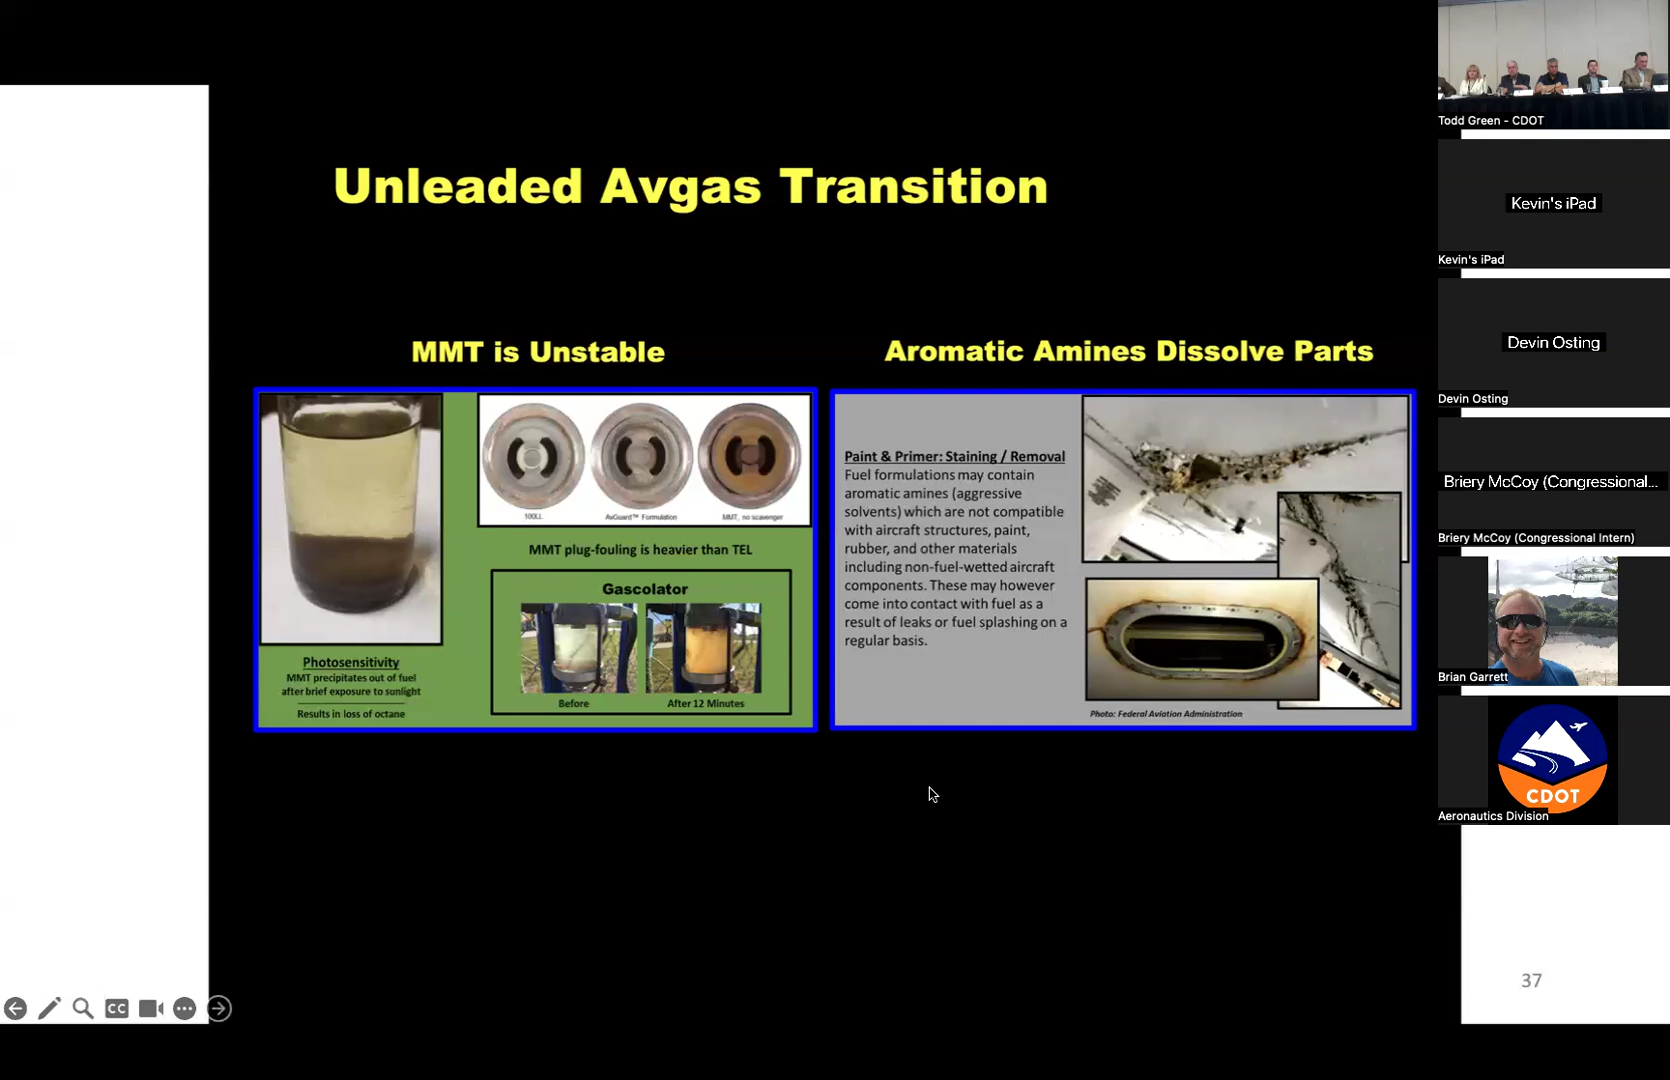 Unleaded Avgas Transition
MMT is Unstable
100LL
AvGuard™ Formulation
MMT, no scavenger
MMT plug-fouling is heavier than TEL
Gascolator
Before
After 12 Minutes
Photosensitivity
MMT precipitates out of fuel
after brief exposure to sunlight
Results in loss of octane
Aromatic Amines Dissolve Parts
Paint & Primer: Staining / Removal
Fuel formulations may contain
aromatic amines (aggressive
solvents) which are not compatible
with aircraft structures, paint,
rubber, and other materials
including non-fuel-wetted aircraft
components. These may however
come into contact with fuel as a
result of leaks or fuel splashing on a
regular basis.
Photo: Federal Aviation Administration
37
CC
Todd Green - CDOT
Kevin's iPad
Kevin's iPad
Devin Osting
Devin Osting
Briery McCoy (Congressional...
Briery McCoy (Congressional Intern)
Brian Garrett
CDOT
Aeronautics Division